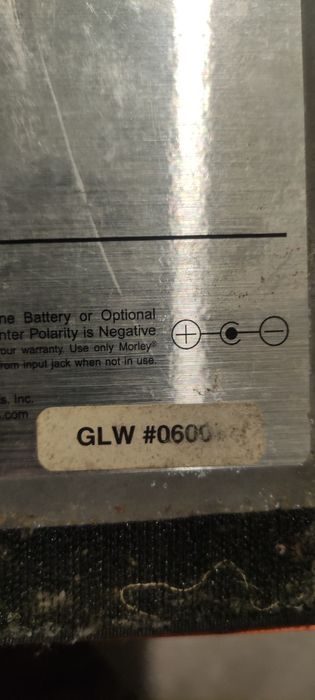 ne Battery or Optional
nter Polarity is Negative
our warranty. Use only Morley®
rom input jack when not in use.
s, Inc.
.com
GLW #0600